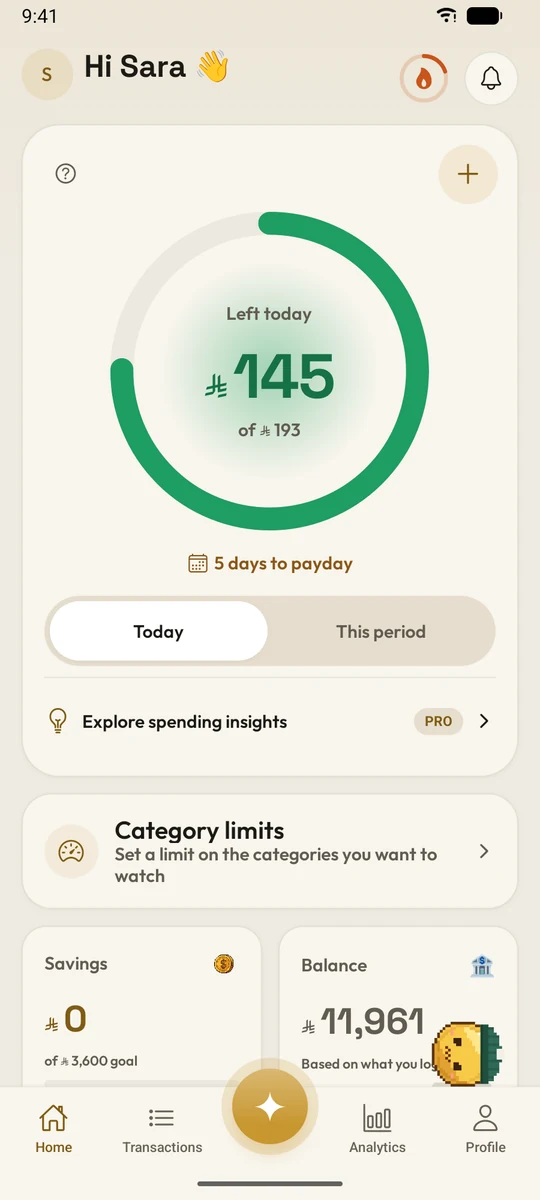 9:41
S
Hi Sara 👋
Left today
⃁ 145
of ⃁ 193
5 days to payday
Today
This period
Explore spending insights
PRO
Category limits
Set a limit on the categories you want to
watch
Savings
⃁ 0
of ⃁ 3,600 goal
Balance
⃁ 11,961
Based on what you
Home
Transactions
Analytics
Profile